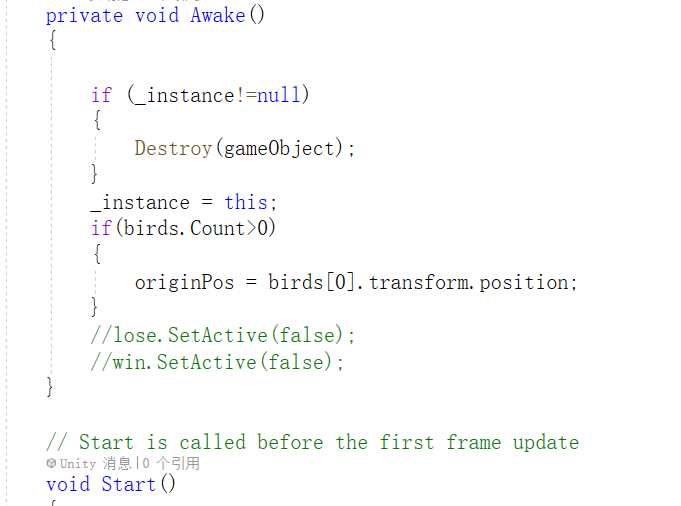 private void Awake()
{
if (_instance!=null)
{
Destroy(gameObject);
}
_instance = this;
if(birds.Count>0)
{
originPos = birds[0].transform.position;
}
//lose.SetActive(false);
//win.SetActive(false);
}
// Start is called before the first frame update
Unity 消息|0 个引用
void Start()